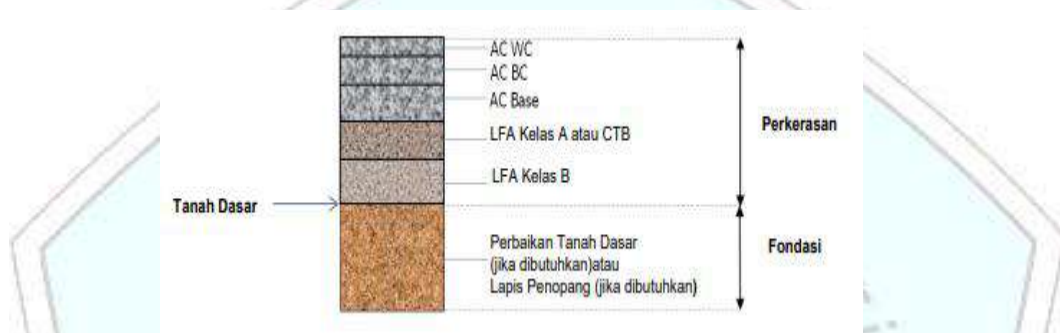 AC WC
AC BC
AC Base
Perkerasan
LFA Kelas A atau CTB
LFA Kelas B
Tanah Dasar
Perbaikan Tanah Dasar
(jika dibutuhkan)atau
Lapis Penopang (jika dibutuhkan)
Fondasi